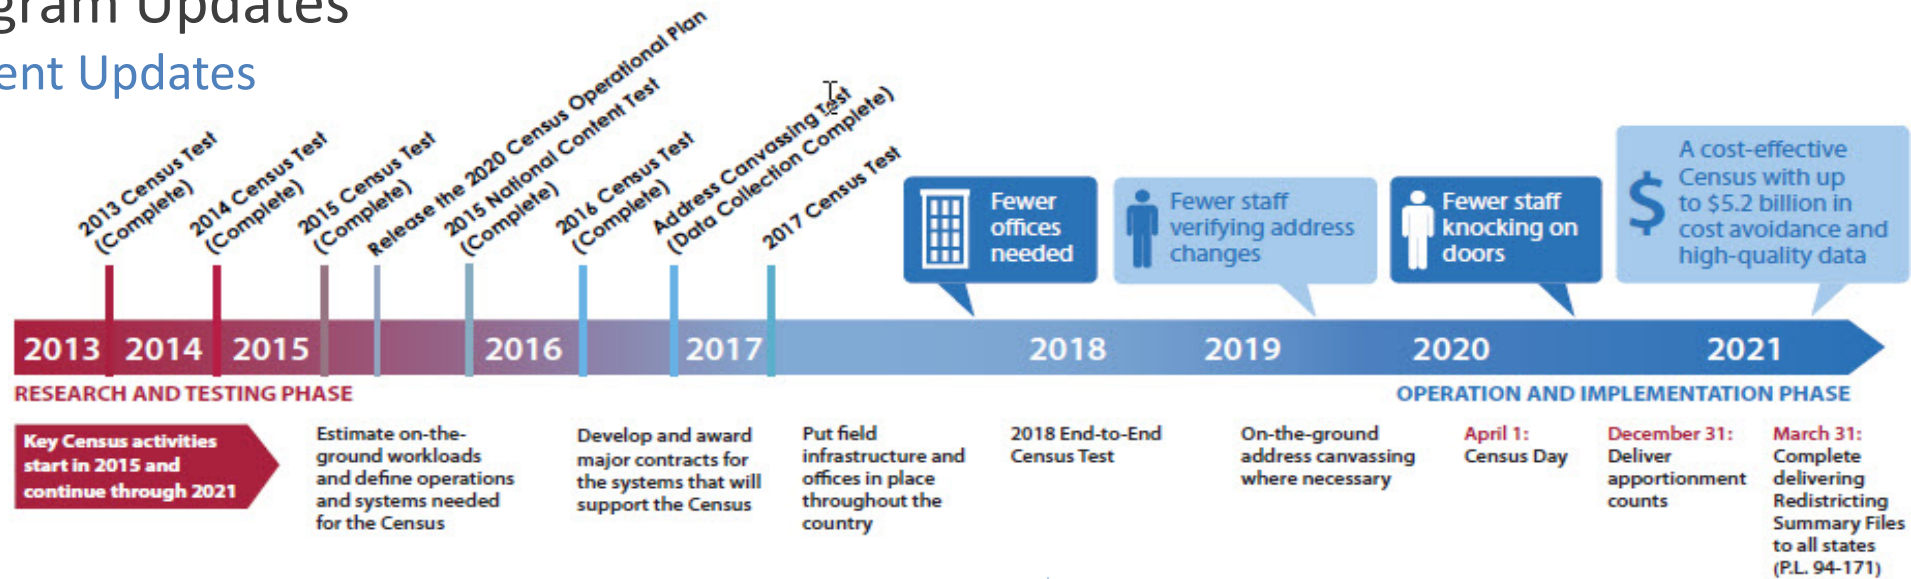 gram Updates
ent Updates
2013 Census Test
(Complete)
2014 Census Test
(Complete)
2015 Census Test
(Complete)
Release the 2020 Census Operational Plan
2015 National Content Test
(Complete)
2016 Census Test
(Complete)
Address Canvassing Test
(Data Collection Complete)
2017 Census Test
Fewer
offices
needed
Fewer staff
verifying address
changes
Fewer staff
knocking on
doors
$
A cost-effective
Census with up
to $5.2 billion in
cost avoidance and
high-quality data
2013 2014 2015 2016 2017 2018 2019 2020 2021
RESEARCH AND TESTING PHASE
OPERATION AND IMPLEMENTATION PHASE
Key Census activities
start in 2015 and
continue through 2021
Estimate on-the-
ground workloads
and define operations
and systems needed
for the Census
Develop and award
major contracts for
the systems that will
support the Census
Put field
infrastructure and
offices in place
throughout the
country
2018 End-to-End
Census Test
On-the-ground
address canvassing
where necessary
April 1:
Census Day
December 31:
Deliver
apportionment
counts
March 31:
Complete
delivering
Redistricting
Summary Files
to all states
(P.L. 94-171)